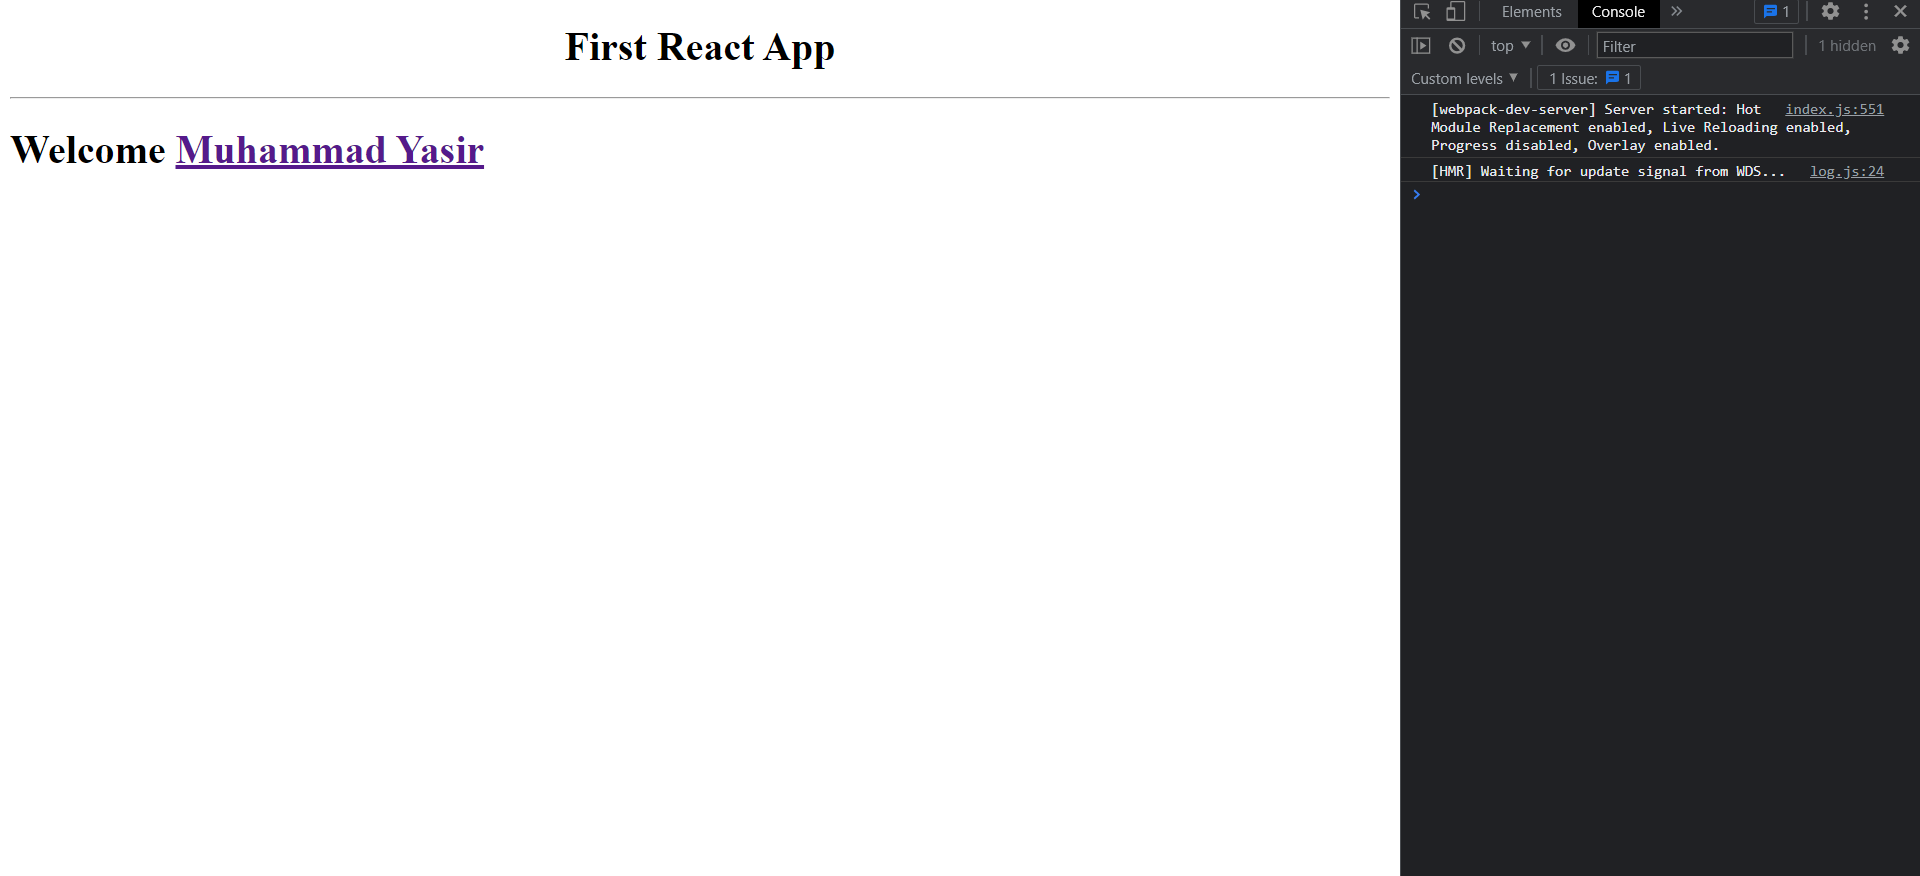 First React App
Welcome Muhammad Yasir
Elements Console 1
top Filter 1 hidden
Custom levels 1 Issue: 1
[webpack-dev-server] Server started: Hot index.js:551
Module Replacement enabled, Live Reloading enabled,
Progress disabled, Overlay enabled.
[HMR] Waiting for update signal from WDS... log.js:24